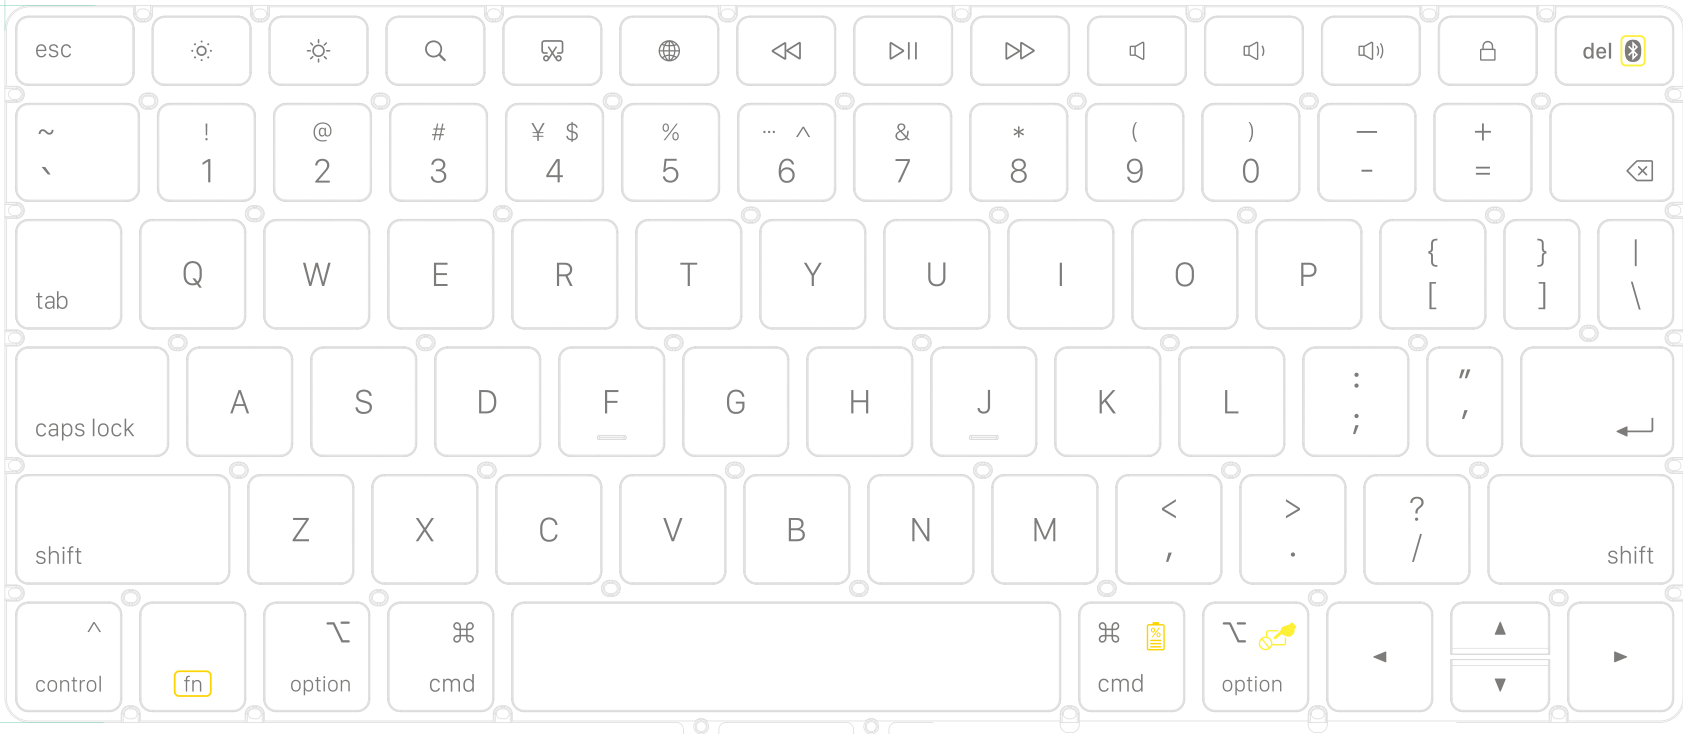 esc del
~ ! @ # ¥ $ % ... ^ & * ( ) — +
` 1 2 3 4 5 6 7 8 9 0 - =
tab Q W E R T Y U I O P { [ } ] | \
caps lock A S D F G H J K L : ; " '
shift Z X C V B N M < , > . ? / shift
^ ⌥ ⌘ ⌘ % ⌥
control fn option cmd cmd option